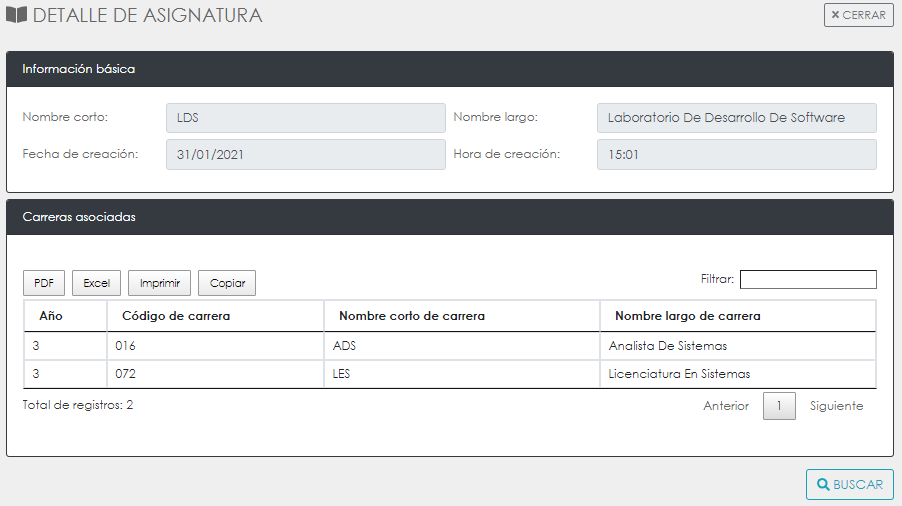 DETALLE DE ASIGNATURA
× CERRAR
Información básica
Nombre corto: LDS Nombre largo: Laboratorio De Desarrollo De Software
Fecha de creación: 31/01/2021 Hora de creación: 15:01
Carreras asociadas
PDF Excel Imprimir Copiar Filtrar:
Año Código de carrera Nombre corto de carrera Nombre largo de carrera
3 016 ADS Analista De Sistemas
3 072 LES Licenciatura En Sistemas
Total de registros: 2 Anterior 1 Siguiente
BUSCAR